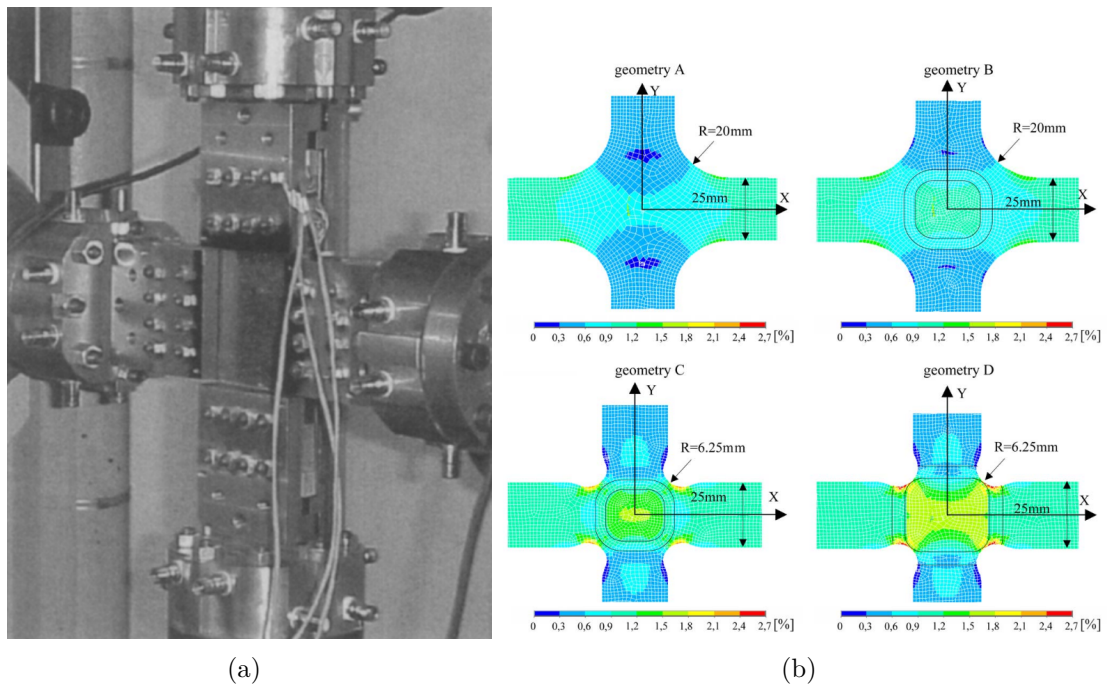 geometry A
Y
R=20mm
X
25mm
0 0,3 0,6 0,9 1,2 1,5 1,8 2,1 2,4 2,7 [%]
geometry B
Y
R=20mm
X
25mm
0 0,3 0,6 0,9 1,2 1,5 1,8 2,1 2,4 2,7 [%]
geometry C
Y
R=6.25mm
X
25mm
0 0,3 0,6 0,9 1,2 1,5 1,8 2,1 2,4 2,7 [%]
geometry D
Y
R=6.25mm
X
25mm
0 0,3 0,6 0,9 1,2 1,5 1,8 2,1 2,4 2,7 [%]
(a)
(b)